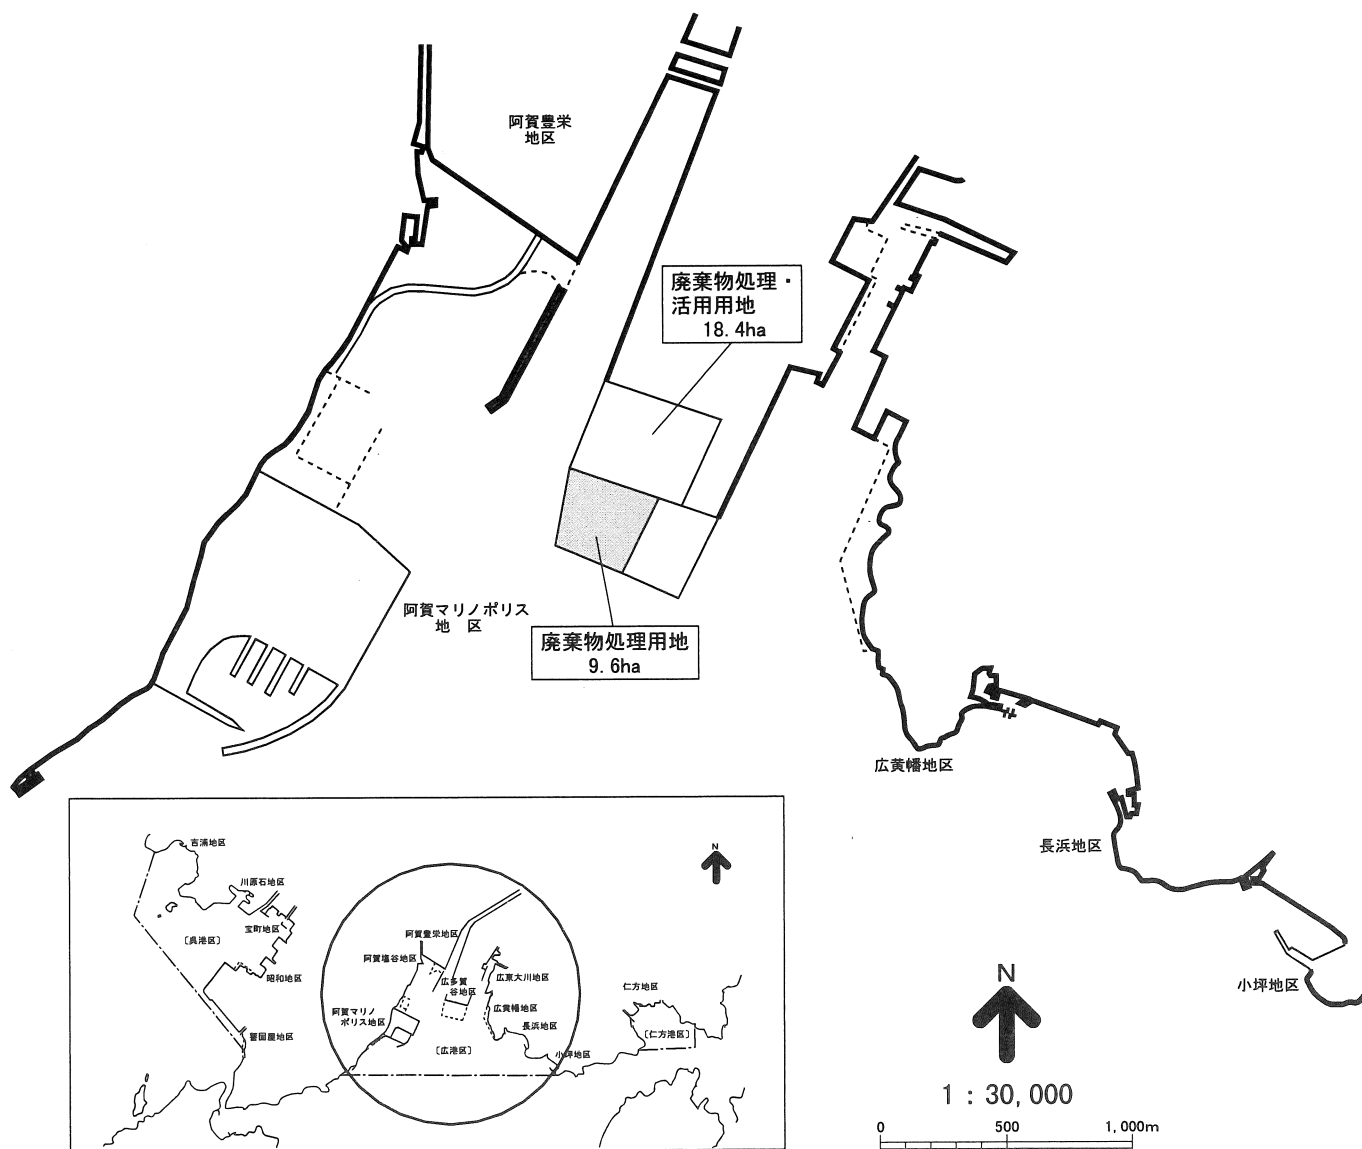 阿賀豊栄
地区
廃棄物処理・
活用用地
18.4ha
阿賀マリノポリス
地 区
廃棄物処理用地
9.6ha
広黄幡地区
長浜地区
小坪地区
N
1 : 30,000
0 500 1,000m
吉浦地区
川原石地区
宝町地区
〔呉港区〕
昭和地区
警固屋地区
阿賀豊栄地区
阿賀塩谷地区
広多賀
谷地区
広東大川地区
阿賀マリノ
ポリス地区
広黄幡地区
長浜地区
〔広港区〕
小坪地区
仁方地区
〔仁方港区〕
N